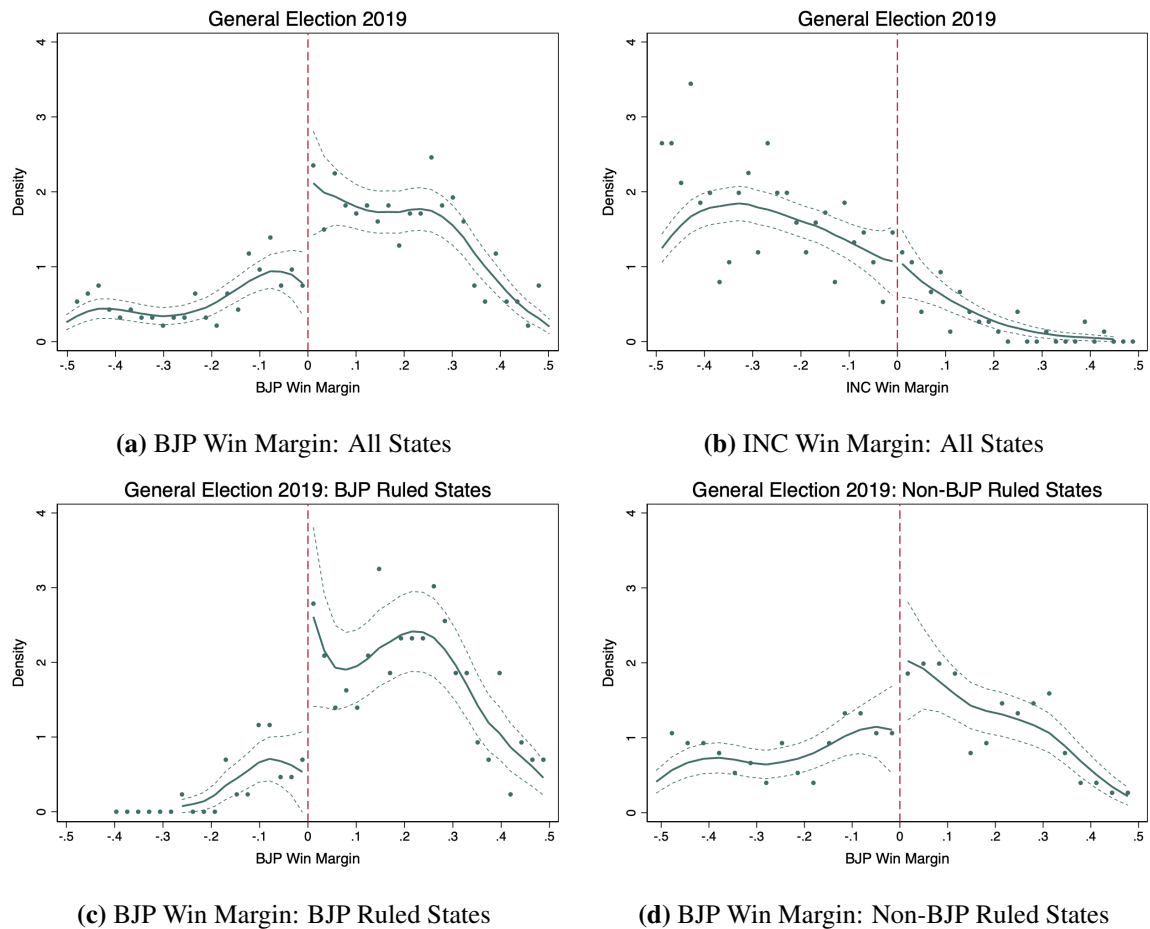 General Election 2019
4
3
2
1
0
Density
-.5 -.4 -.3 -.2 -.1 0 .1 .2 .3 .4 .5
BJP Win Margin
(a) BJP Win Margin: All States
General Election 2019
4
3
2
1
0
Density
-.5 -.4 -.3 -.2 -.1 0 .1 .2 .3 .4 .5
INC Win Margin
(b) INC Win Margin: All States
General Election 2019: BJP Ruled States
4
3
2
1
0
Density
-.5 -.4 -.3 -.2 -.1 0 .1 .2 .3 .4 .5
BJP Win Margin
(c) BJP Win Margin: BJP Ruled States
General Election 2019: Non-BJP Ruled States
4
3
2
1
0
Density
-.5 -.4 -.3 -.2 -.1 0 .1 .2 .3 .4 .5
BJP Win Margin
(d) BJP Win Margin: Non-BJP Ruled States